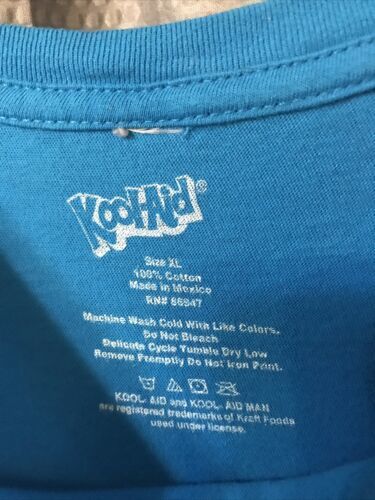 Kool-Aid®
Size XL
100% Cotton
Made in Mexico
RN# 86947
Machine Wash Cold With Like Colors.
Do Not Bleach
Delicate Cycle Tumble Dry Low
Remove Promptly Do Not Iron Print.
KOOL- AID and KOOL- AID MAN
are registered trademarks of Kraft Foods
used under license.